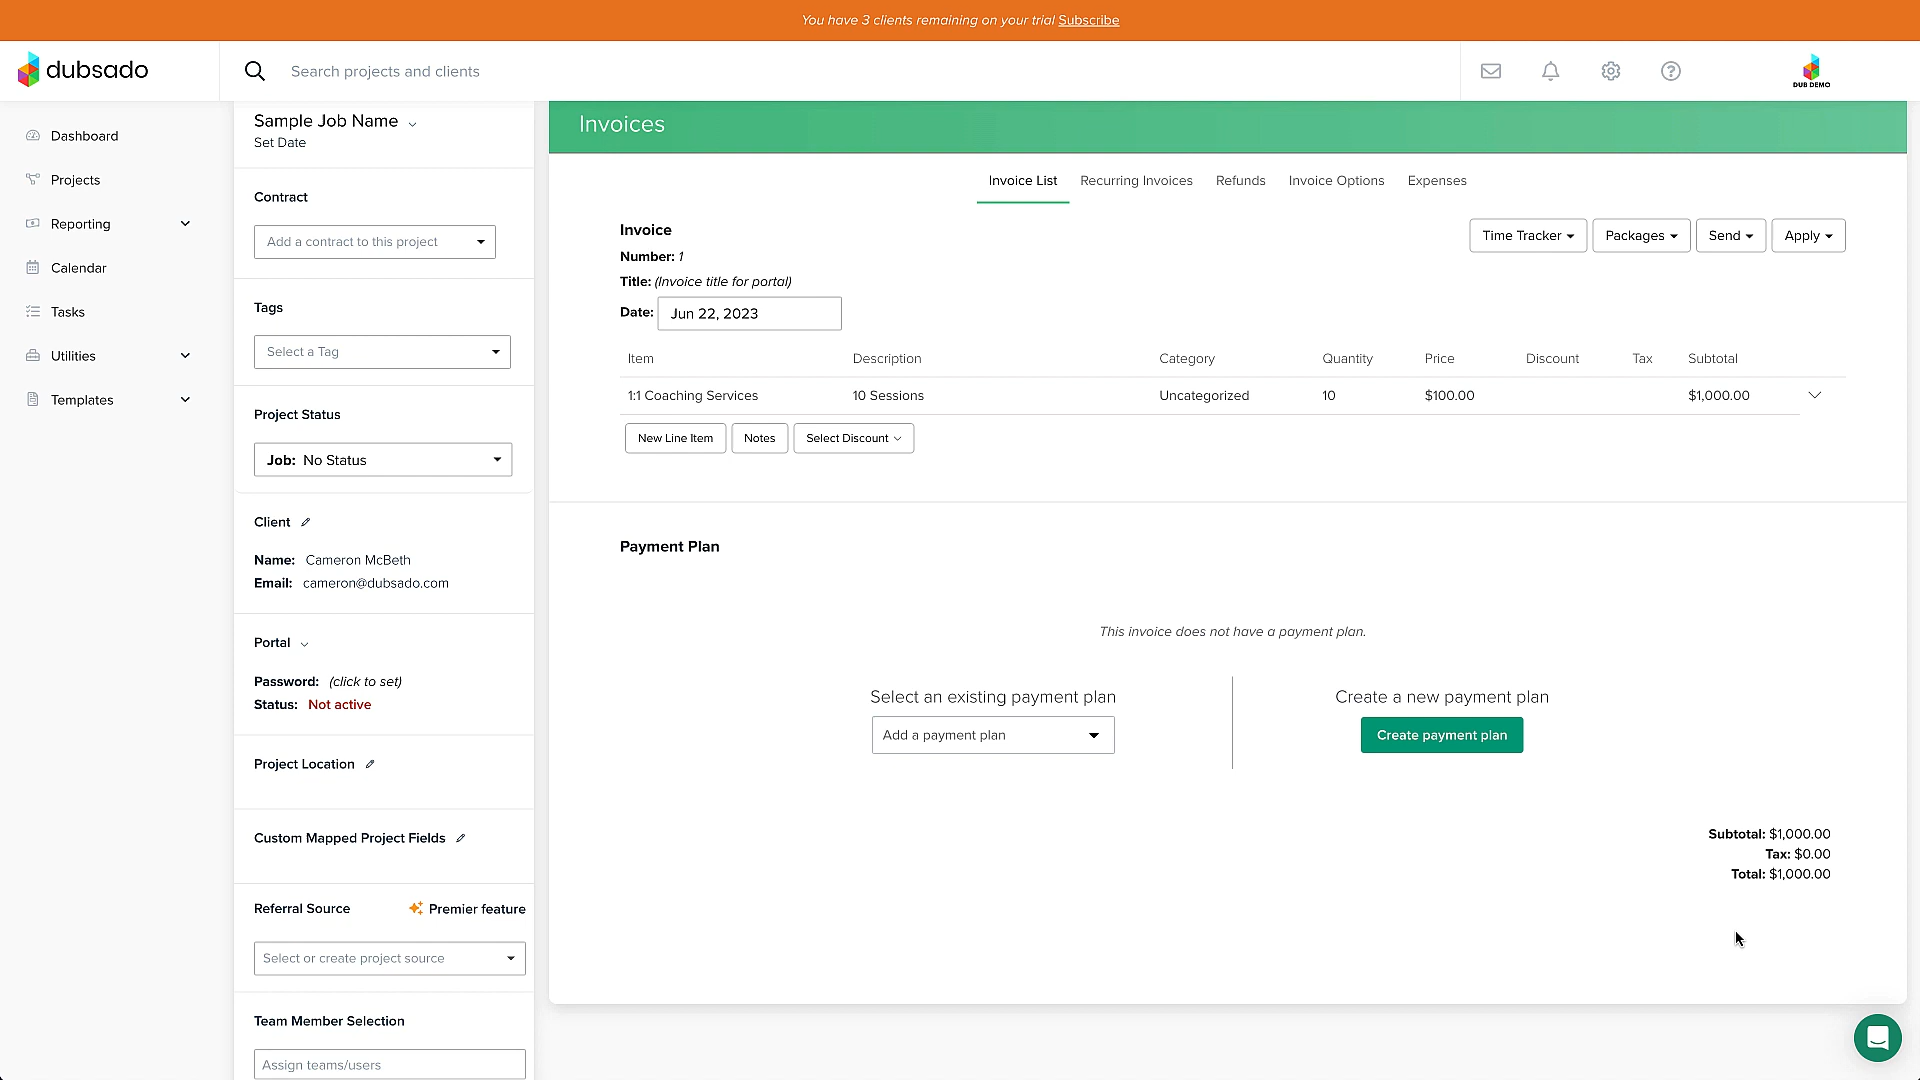 You have 3 clients remaining on your trial Subscribe
dubsado
Search projects and clients
DUB DEMO
Dashboard
Projects
Reporting
Calendar
Tasks
Utilities
Templates
Sample Job Name
Set Date
Contract
Add a contract to this project
Tags
Select a Tag
Project Status
Job: No Status
Client
Name: Cameron McBeth
Email: cameron@dubsado.com
Portal
Password: (click to set)
Status: Not active
Project Location
Custom Mapped Project Fields
Referral Source Premier feature
Select or create project source
Team Member Selection
Assign teams/users
Invoices
Invoice List Recurring Invoices Refunds Invoice Options Expenses
Time Tracker Packages Send Apply
Invoice
Number: 1
Title: (Invoice title for portal)
Date: Jun 22, 2023
Item Description Category Quantity Price Discount Tax Subtotal
1:1 Coaching Services 10 Sessions Uncategorized 10 $100.00 $1,000.00
New Line Item Notes Select Discount
Payment Plan
This invoice does not have a payment plan.
Select an existing payment plan
Add a payment plan
Create a new payment plan
Create payment plan
Subtotal: $1,000.00
Tax: $0.00
Total: $1,000.00